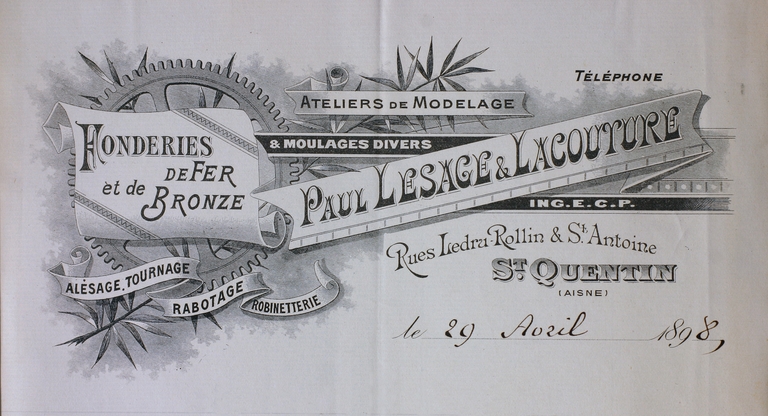 TÉLÉPHONE
ATELIERS DE MODELAGE
& MOULAGES DIVERS
FONDERIES
DE FER
et de
BRONZE
PAUL LESAGE & LACOUTURE
ING. E. C. P.
Rues Ledru-Rollin & St. Antoine
ST. QUENTIN
(AISNE)
ALÉSAGE, TOURNAGE
RABOTAGE
ROBINETTERIE
le 29 Avril 1898,